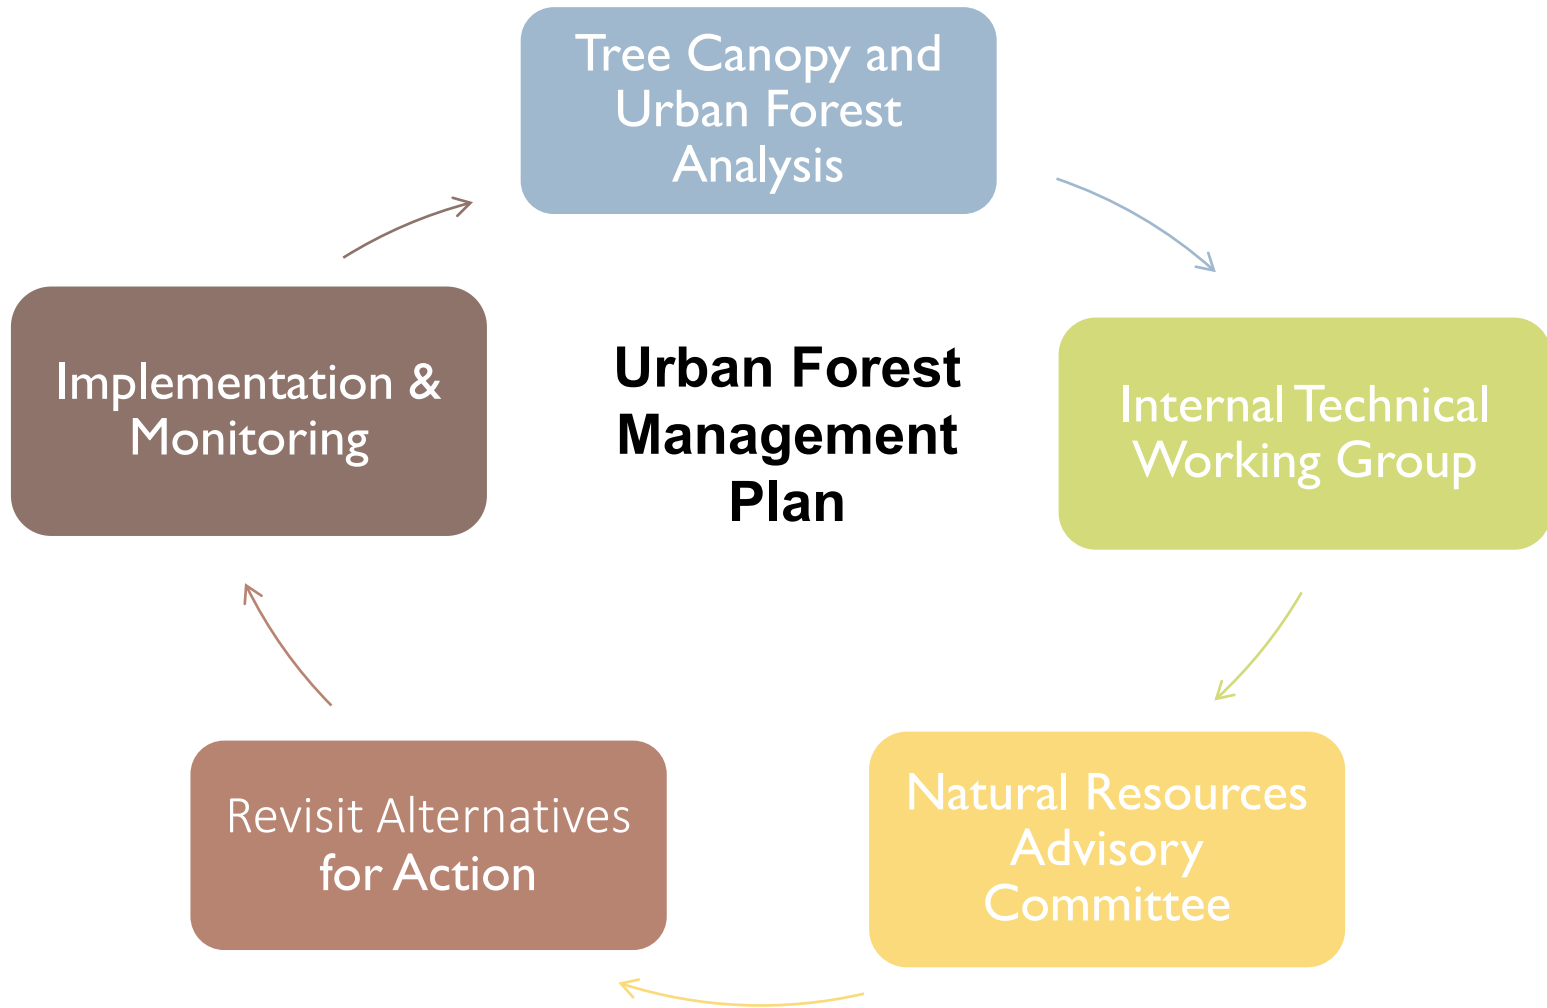 Tree Canopy and
Urban Forest
Analysis
Implementation &
Monitoring
Urban Forest
Management
Plan
Internal Technical
Working Group
Natural Resources
Advisory
Committee
Revisit Alternatives
for Action